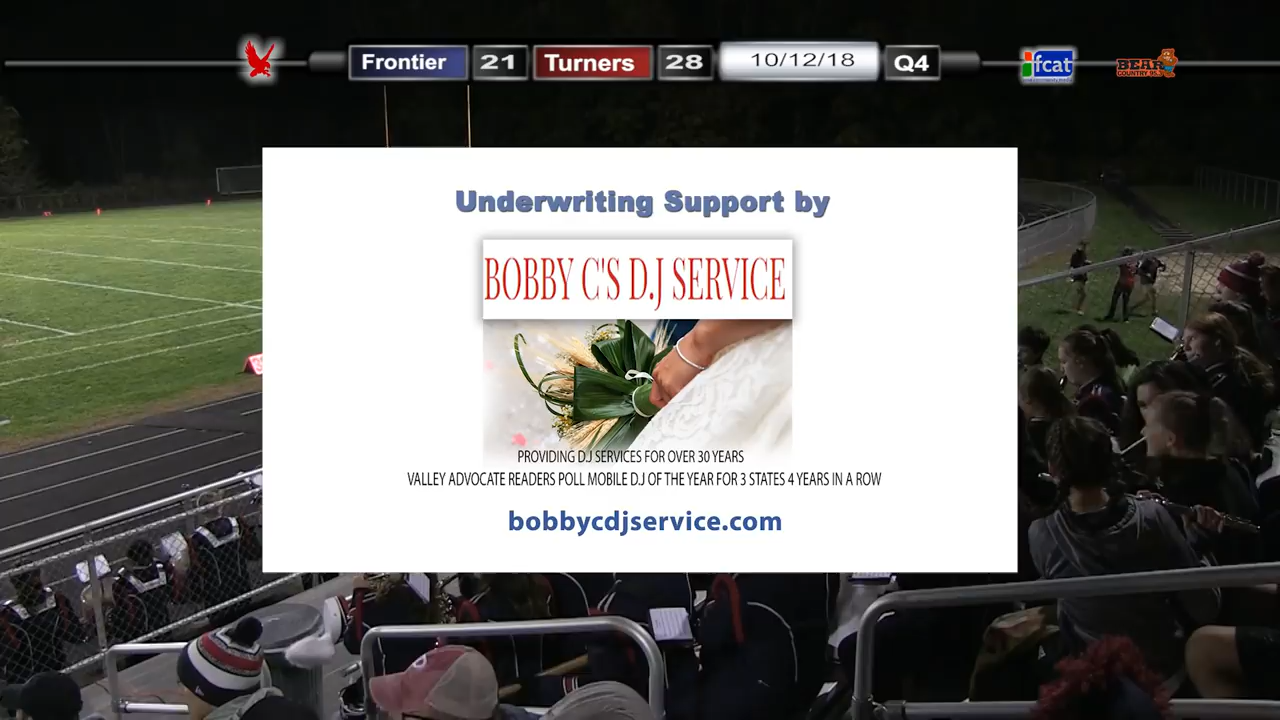 Frontier 21 Turners 28 10/12/18 Q4
fcat
BEAR
COUNTRY 95.3
Underwriting Support by
BOBBY C'S D.J SERVICE
PROVIDING D.J SERVICES FOR OVER 30 YEARS
VALLEY ADVOCATE READERS POLL MOBILE D.J OF THE YEAR FOR 3 STATES 4 YEARS IN A ROW
bobbycdjservice.com